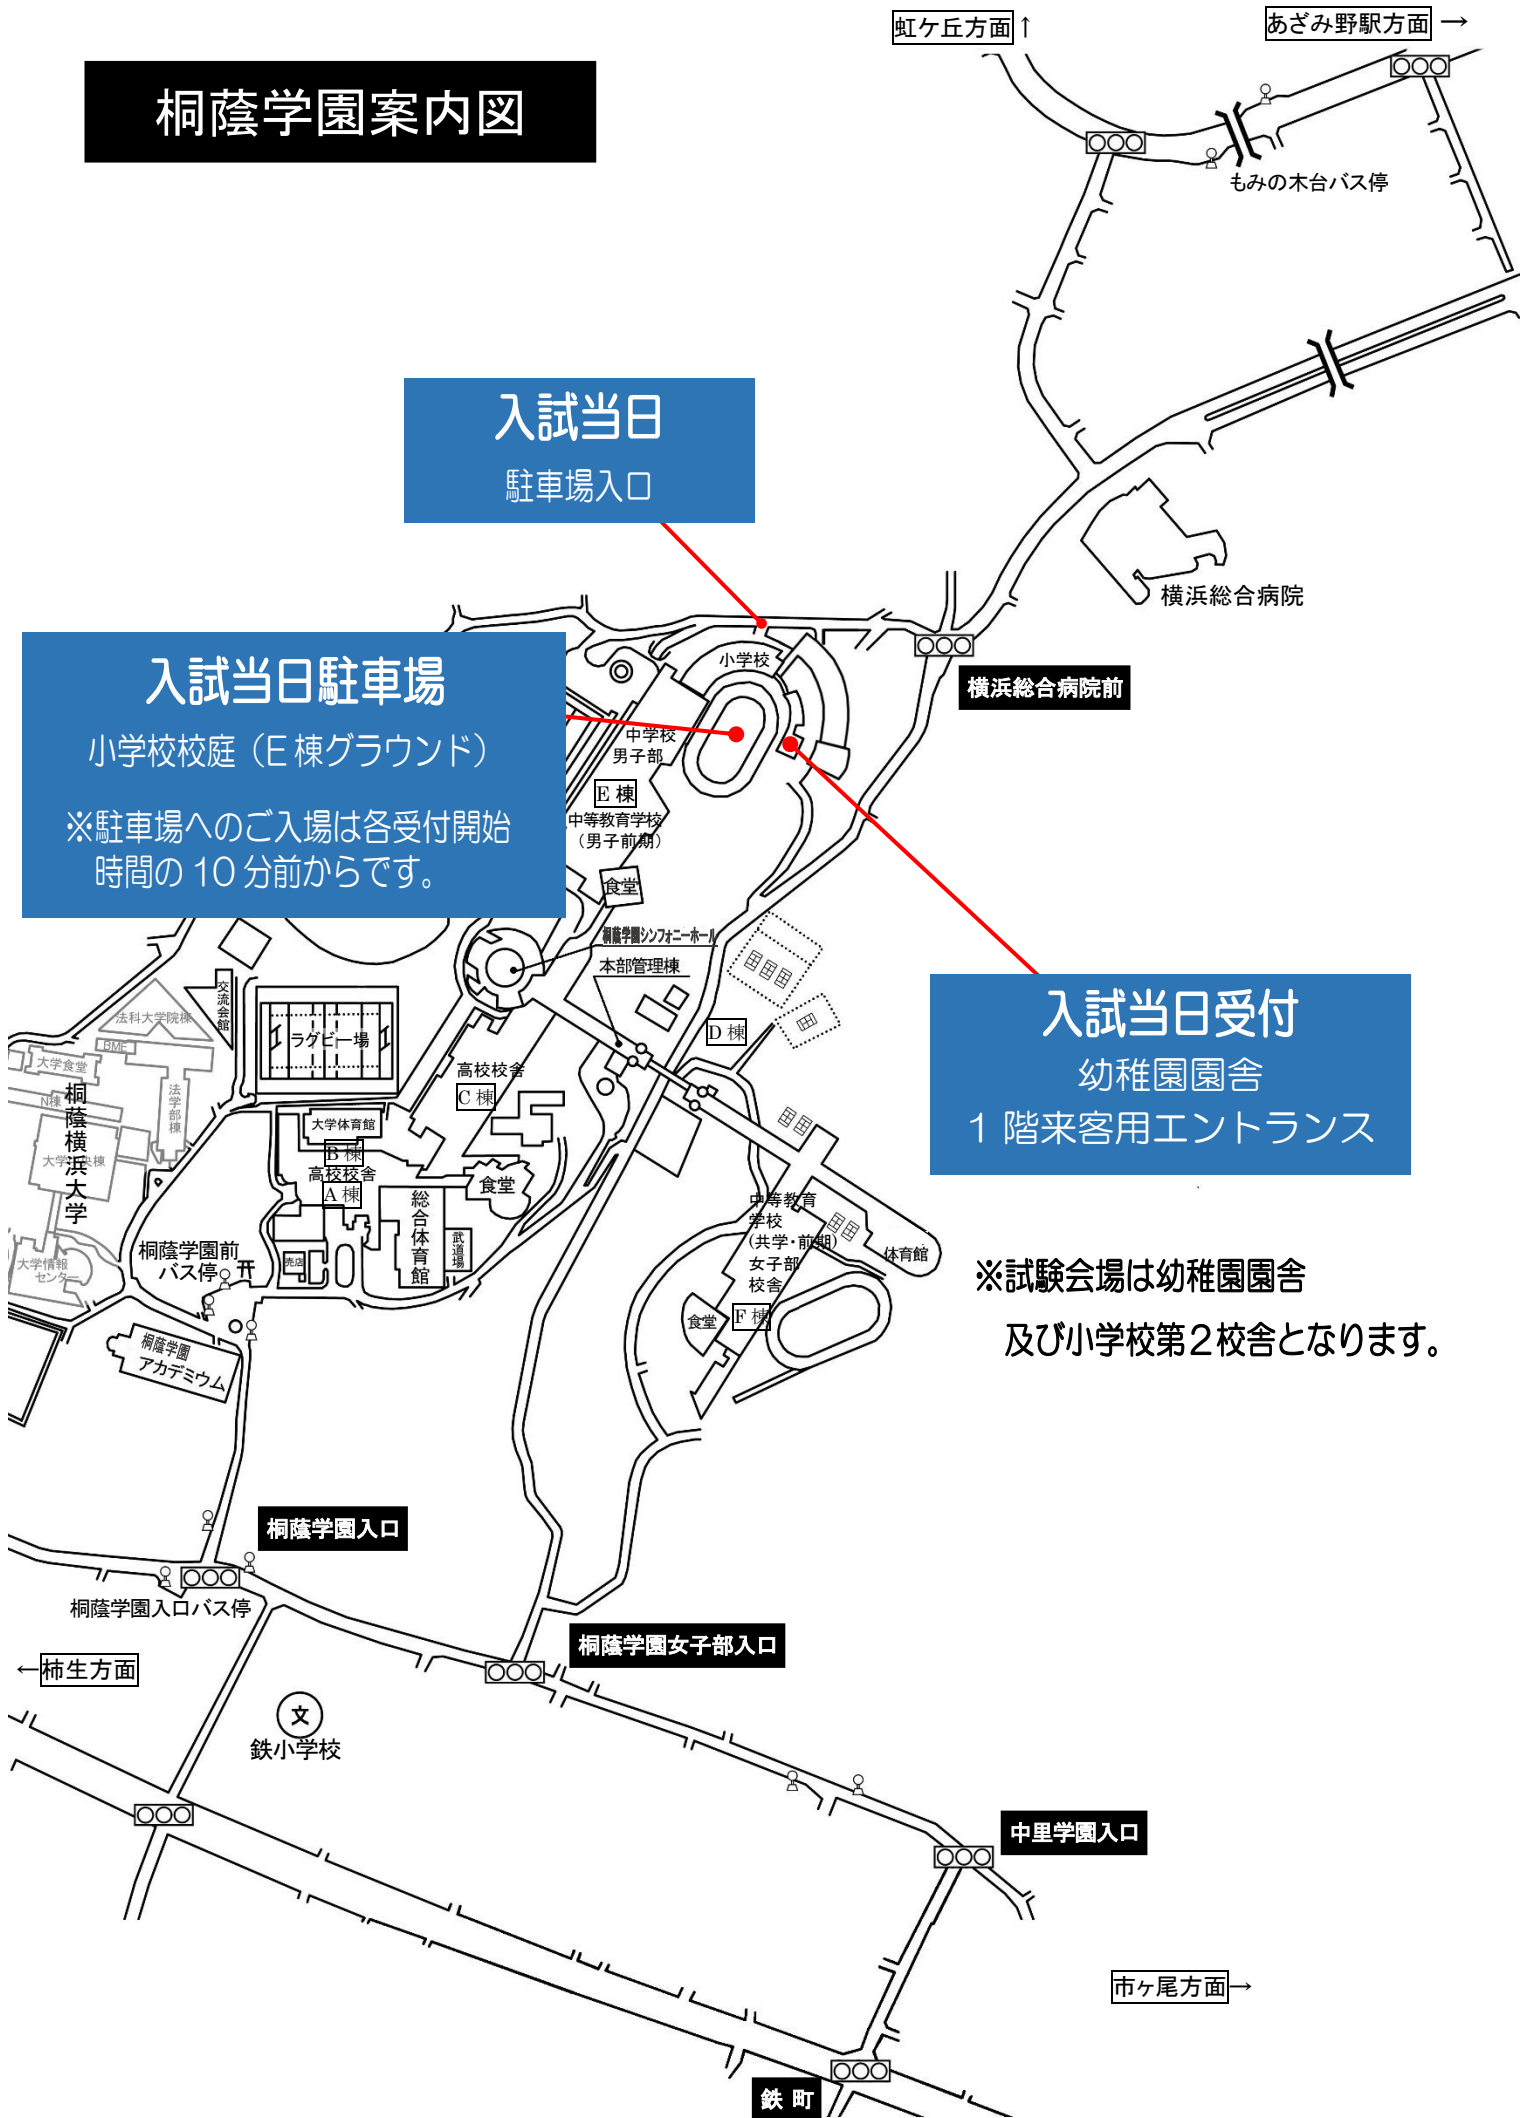 虹ケ丘方面↑
あざみ野駅方面 →
桐蔭学園案内図
もみの木台バス停
入試当日
駐車場入口
横浜総合病院
横浜総合病院前
小学校
入試当日駐車場
小学校校庭（E棟グラウンド）
※駐車場へのご入場は各受付開始
時間の10分前からです。
中学校
男子部
E 棟
中等教育学校
（男子前期）
食堂
桐蔭学園シンフォニーホール
本部管理棟
入試当日受付
幼稚園園舎
1 階来客用エントランス
交流会館
法科大学院棟
BME
大学食堂
N棟
法学部棟
大学中央棟
桐蔭横浜大学
大学情報
センター
ラグビー場
高校校舎
C 棟
D 棟
大学体育館
B 棟
高校校舎
A 棟
食堂
総合体育館
武道場
売店
桐蔭学園前
バス停
中等教育
学校
(共学・前期)
女子部
校舎
体育館
食堂
F 棟
※試験会場は幼稚園園舎
及び小学校第２校舎となります。
桐蔭学園
アカデミウム
桐蔭学園入口
桐蔭学園入口バス停
桐蔭学園女子部入口
←柿生方面
文
鉄小学校
中里学園入口
市ヶ尾方面→
鉄 町